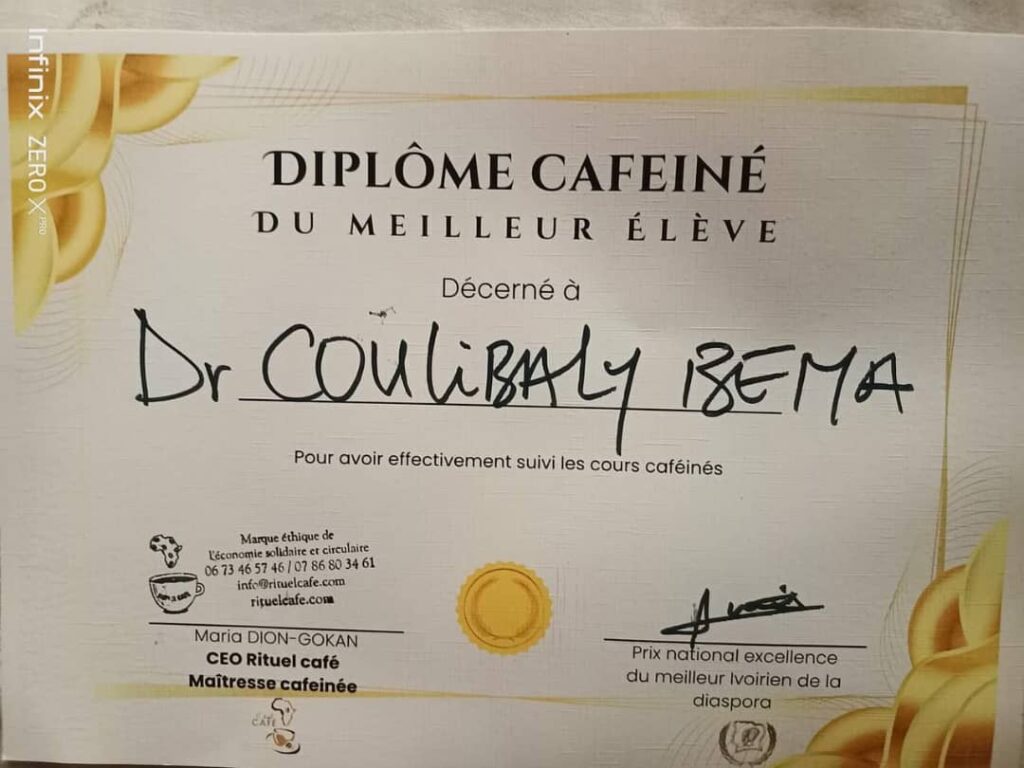 Infinix ZERO X PRO
DIPLÔME CAFEINÉ
DU MEILLEUR ÉLÈVE
Décerné à
Dr COULIBALY BEMA
Pour avoir effectivement suivi les cours caféinés
Marque éthique de
l'économie solidaire et circulaire
06 73 46 57 46 / 07 86 80 34 61
info@rituelcafe.com
rituelcafe.com
Maria DION-GOKAN
CEO Rituel café
Maîtresse cafeinée
CAFE
Prix national excellence
du meilleur Ivoirien de la
diaspora